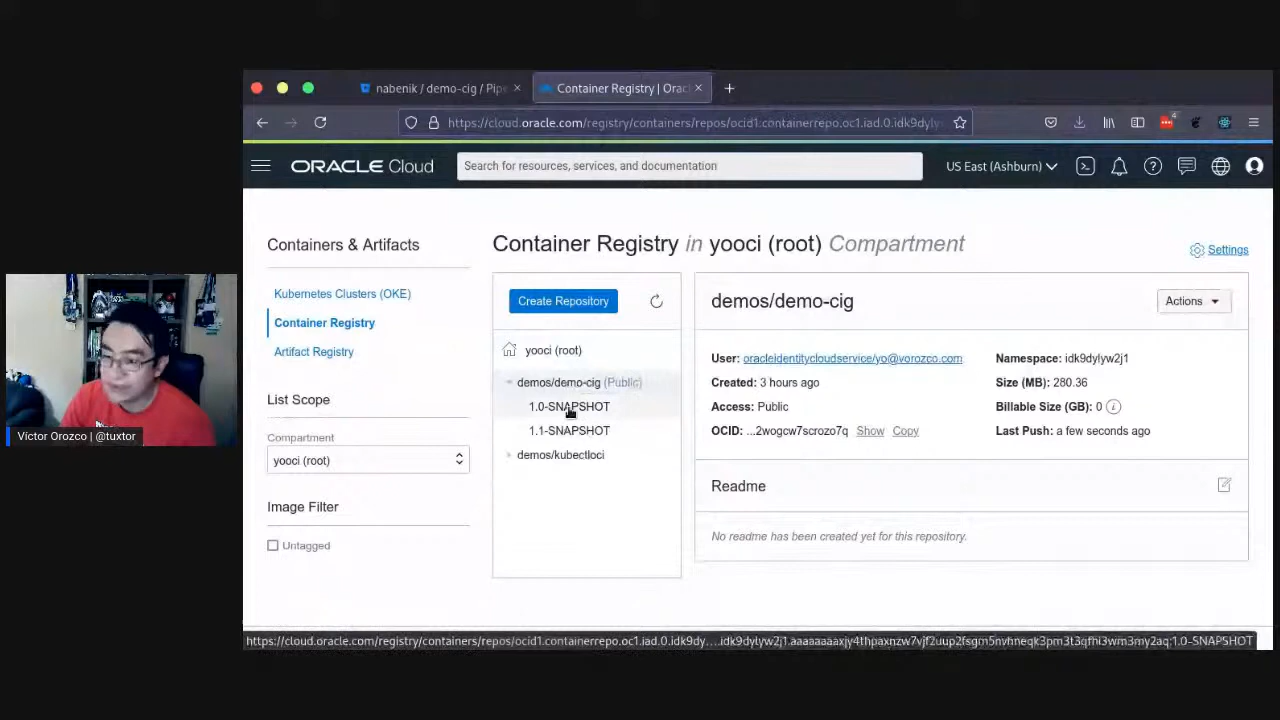 nabenik / demo-cig / Pip
Container Registry | Orac
https://cloud.oracle.com/registry/containers/repos/ocid1.containerrepo.oc1.iad.0.idk9dylyw
4
ORACLE Cloud
Search for resources, services, and documentation
US East (Ashburn)
Containers & Artifacts
Kubernetes Clusters (OKE)
Container Registry
Artifact Registry
List Scope
Compartment
yooci (root)
Image Filter
Untagged
Container Registry in yooci (root) Compartment
Settings
Create Repository
yooci (root)
demos/demo-cig (Public)
1.0-SNAPSHOT
1.1-SNAPSHOT
demos/kubectloci
demos/demo-cig
Actions
User: oracleidentitycloudservice/yo@vorozco.com
Created: 3 hours ago
Access: Public
OCID: ...2wogcw7scrozo7q Show Copy
Namespace: idk9dylyw2j1
Size (MB): 280.36
Billable Size (GB): 0
Last Push: a few seconds ago
Readme
No readme has been created yet for this repository.
Víctor Orozco | @tuxtor